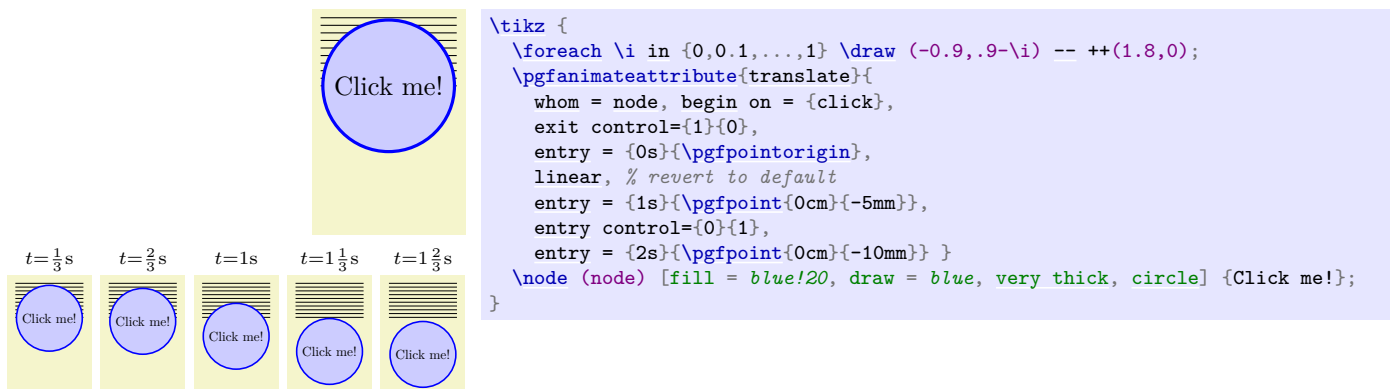 Click me!
t=1/3s t=2/3s t=1s t=1 1/3s t=1 2/3s
Click me! Click me! Click me! Click me! Click me!
\tikz {
  \foreach \i in {0,0.1,...,1} \draw (-0.9,.9-\i) -- ++(1.8,0);
  \pgfanimateattribute{translate}{
    whom = node, begin on = {click},
    exit control={1}{0},
    entry = {0s}{\pgfpointorigin},
    linear, % revert to default
    entry = {1s}{\pgfpoint{0cm}{-5mm}},
    entry control={0}{1},
    entry = {2s}{\pgfpoint{0cm}{-10mm}} }
  \node (node) [fill = blue!20, draw = blue, very thick, circle] {Click me!};
}